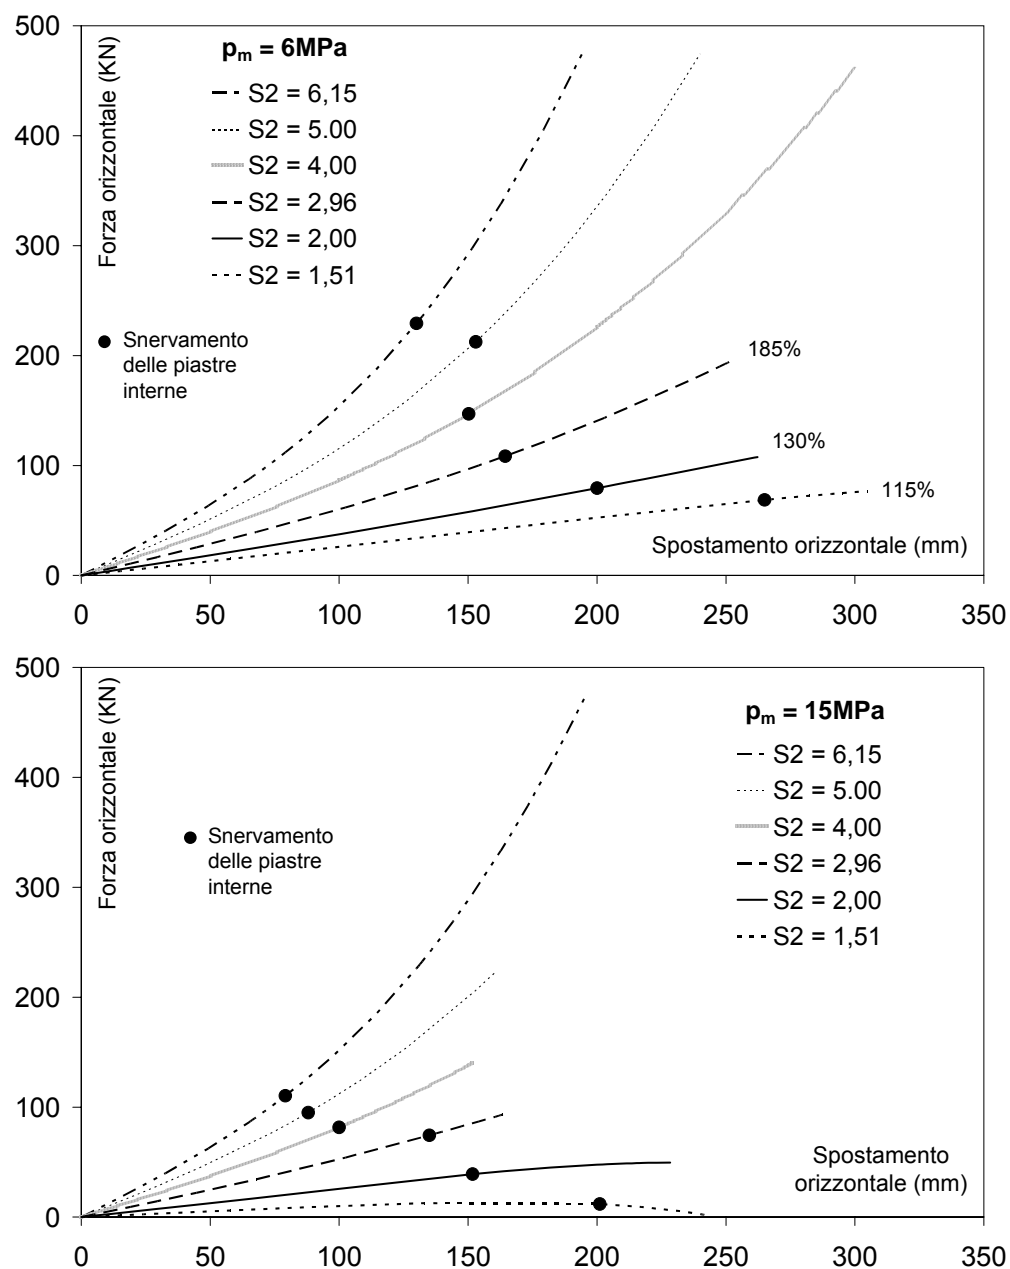 500
400
300
200
100
0
Forza orizzontale (KN)
pm = 6MPa
S2 = 6,15
S2 = 5.00
S2 = 4,00
S2 = 2,96
S2 = 2,00
S2 = 1,51
Snervamento
delle piastre
interne
185%
130%
115%
Spostamento orizzontale (mm)
0 50 100 150 200 250 300 350
500
400
300
200
100
0
Forza orizzontale (KN)
pm = 15MPa
S2 = 6,15
S2 = 5.00
S2 = 4,00
S2 = 2,96
S2 = 2,00
S2 = 1,51
Snervamento
delle piastre
interne
Spostamento
orizzontale (mm)
0 50 100 150 200 250 300 350